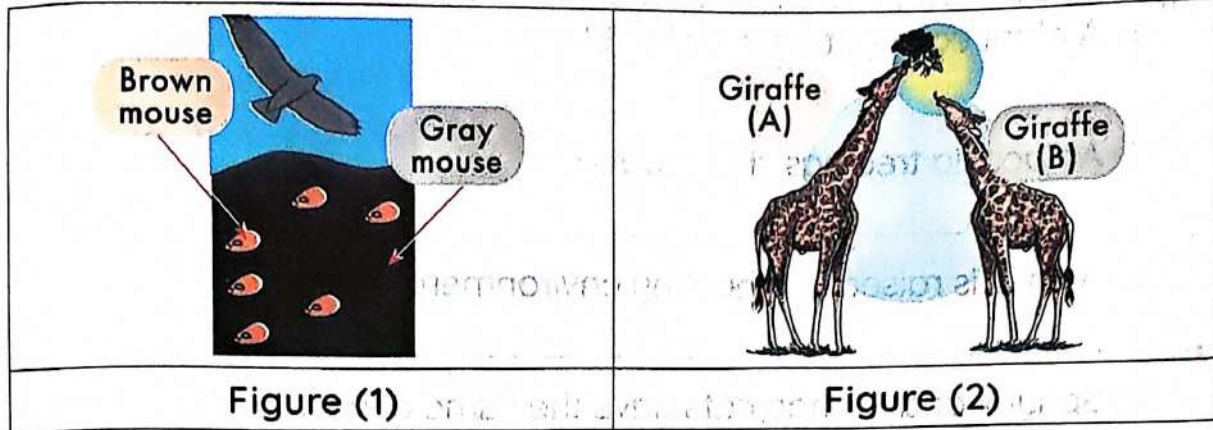 Brown
mouse
Gray
mouse
Giraffe
(A)
Giraffe
(B)
Figure (1)
Figure (2)